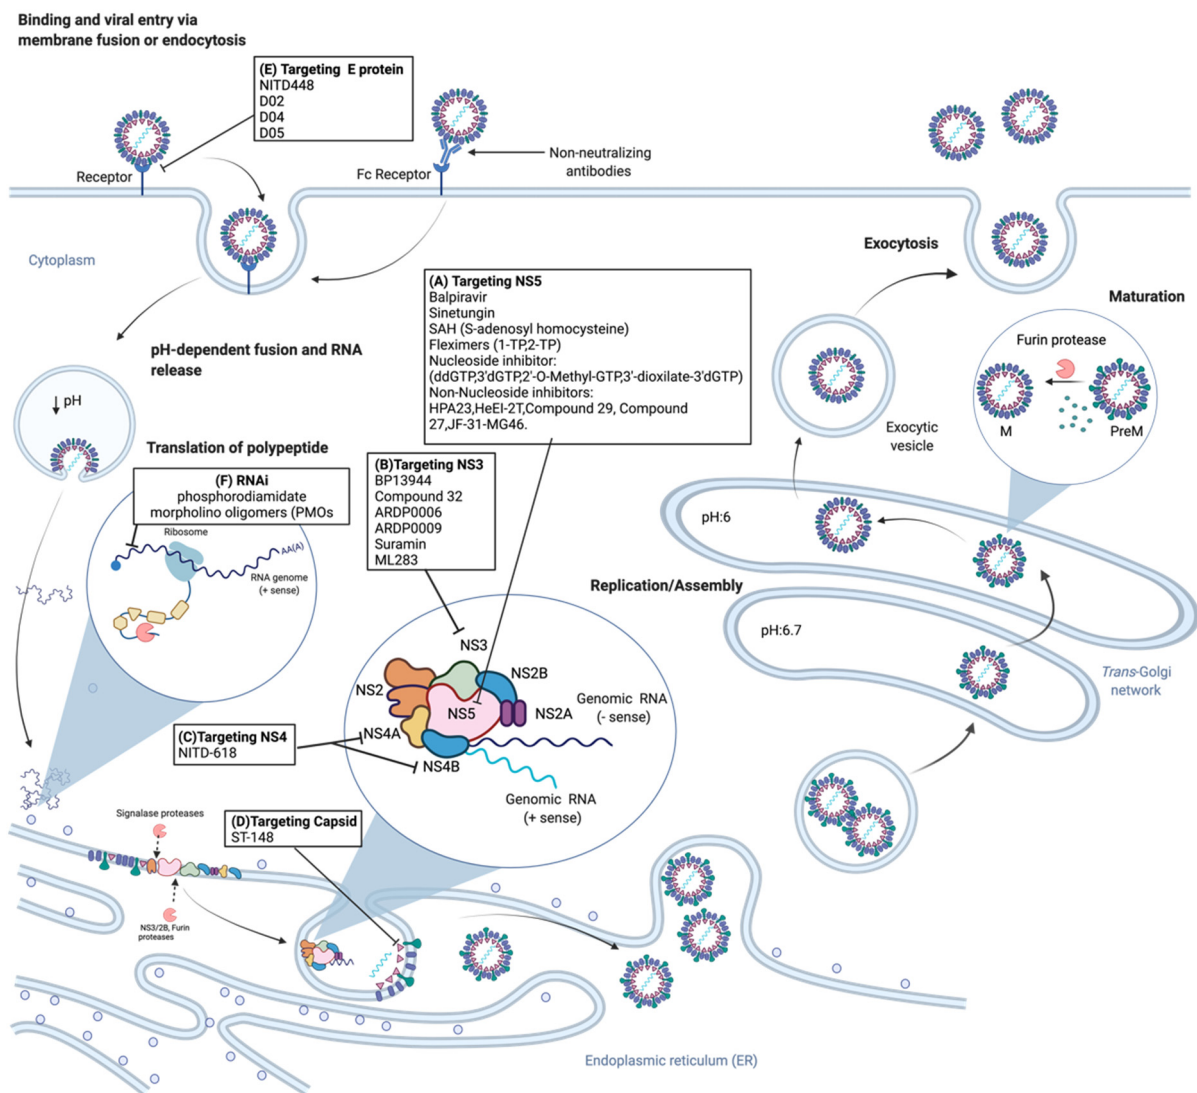 Binding and viral entry via
membrane fusion or endocytosis
(E) Targeting E protein
NITD448
D02
D04
D05
Receptor
Fc Receptor
Non-neutralizing
antibodies
Cytoplasm
Exocytosis
(A) Targeting NS5
Balpiravir
Sinetungin
SAH (S-adenosyl homocysteine)
Fleximers (1-TP,2-TP)
Nucleoside inhibitor:
(ddGTP,3'dGTP,2'-O-Methyl-GTP,3'-dioxilate-3'dGTP)
Non-Nucleoside inhibitors:
HPA23,HeEI-2T,Compound 29, Compound
27,JF-31-MG46.
Maturation
Furin protease
M
PreM
Exocytic
vesicle
pH-dependent fusion and RNA
release
↓ pH
Translation of polypeptide
(F) RNAi
phosphorodiamidate
morpholino oligomers (PMOs
Ribosome
AA(A)
RNA genome
(+ sense)
(B)Targeting NS3
BP13944
Compound 32
ARDP0006
ARDP0009
Suramin
ML283
pH:6
Replication/Assembly
pH:6.7
Trans-Golgi
network
NS3
NS2B
NS2
NS5
NS2A
NS4A
NS4B
Genomic RNA
(- sense)
Genomic RNA
(+ sense)
(C)Targeting NS4
NITD-618
(D)Targeting Capsid
ST-148
Signalase proteases
NS3/2B, Furin
proteases
Endoplasmic reticulum (ER)